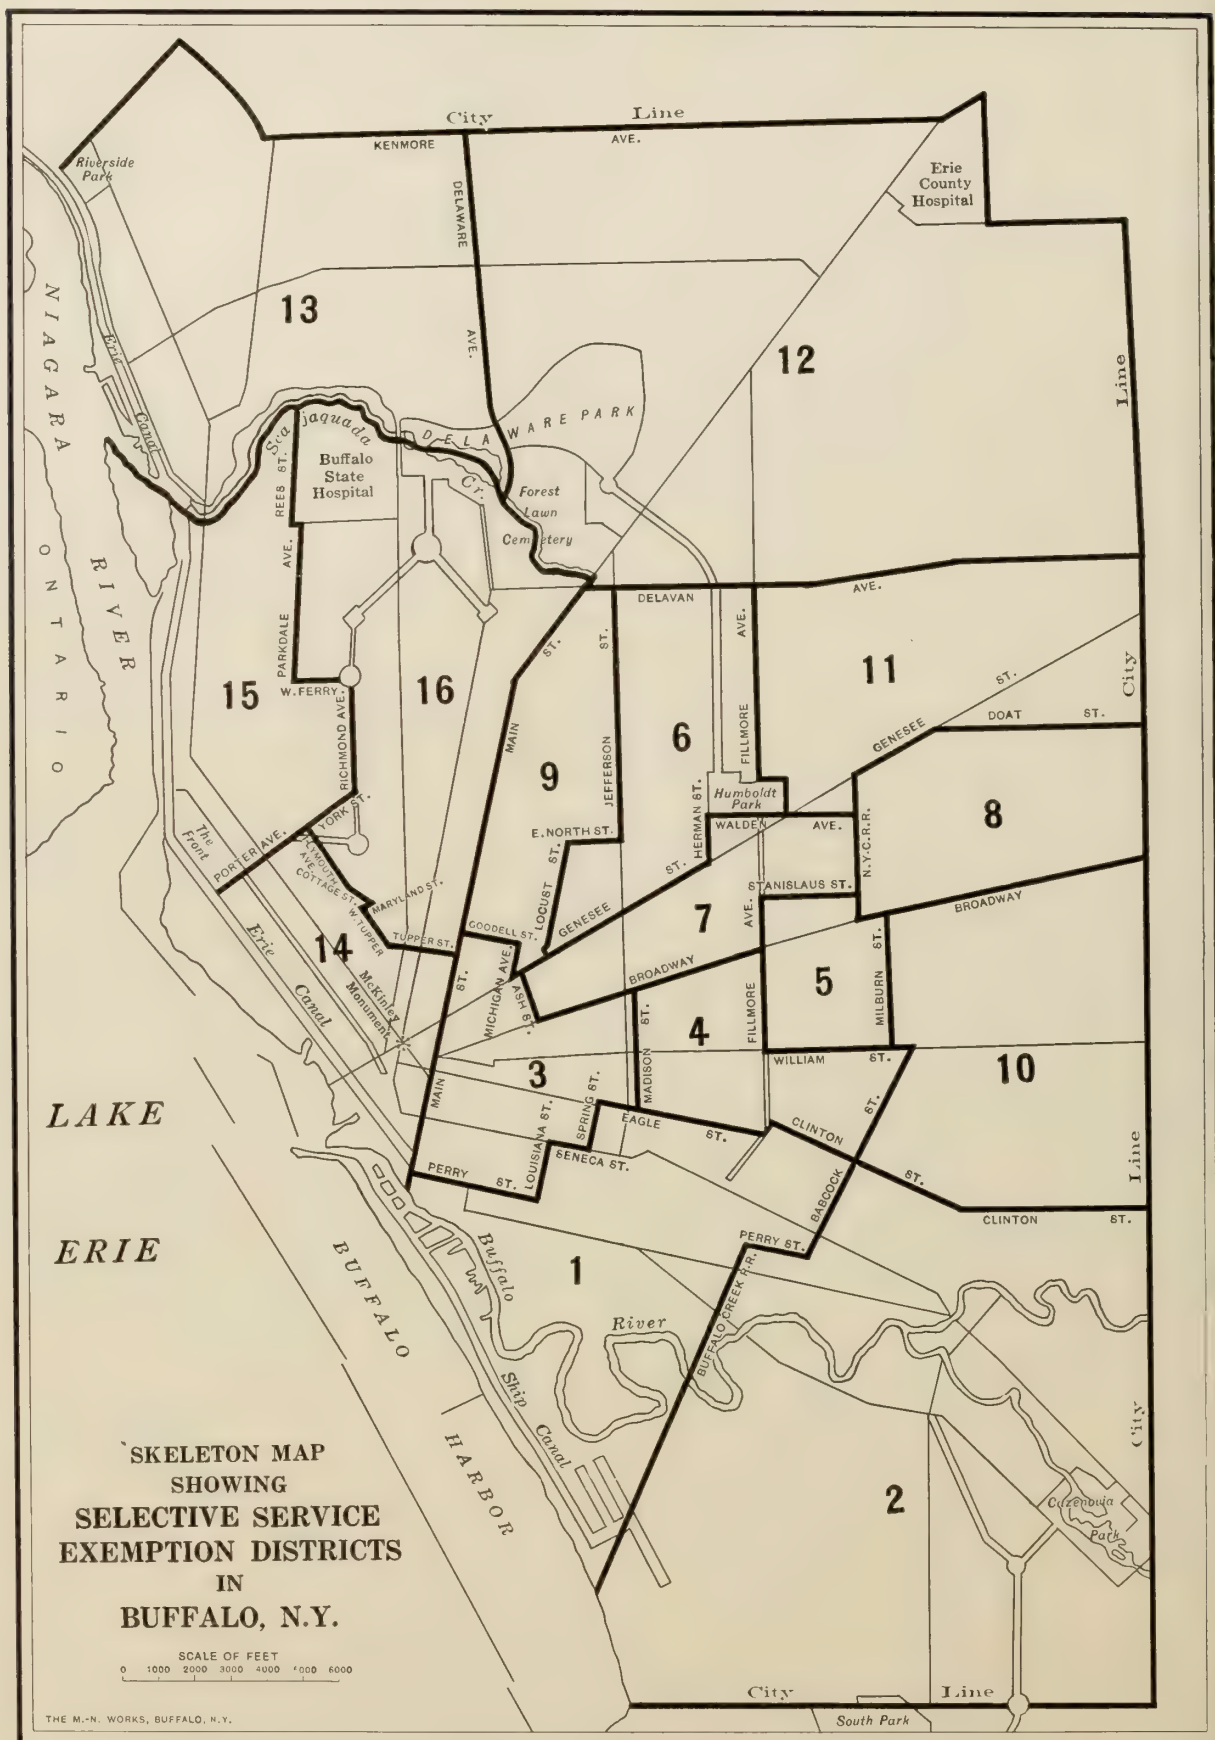 City Line
KENMORE AVE.
Riverside
Park
Erie
County
Hospital
DELAWARE
AVE.
13
12
NIAGARA
RIVER
ONTARIO
Erie
Canal
Line
City
DELAWARE PARK
Scajaquada
Cr.
REES ST.
Buffalo
State
Hospital
Forest
Lawn
Cemetery
PARKDALE AVE.
DELAVAN AVE.
W. FERRY.
RICHMOND AVE.
15
16
MAIN ST.
JEFFERSON ST.
9
6
FILLMORE AVE.
11
GENESEE ST.
DOAT ST.
Humboldt
Park
HERMAN ST.
WALDEN AVE.
N.Y.C.R.R.
8
The
Front
PORTER AVE.
YORK ST.
PLYMOUTH
AVE.
COTTAGE ST.
MARYLAND ST.
W. TUPPER
TUPPER ST.
E. NORTH ST.
LOCUST ST.
GENESEE ST.
GOODELL ST.
MICHIGAN AVE.
ASH ST.
7
STANISLAUS ST.
BROADWAY
BROADWAY
14
Erie
Canal
McKinley
Monument
MAIN ST.
3
MADISON ST.
4
FILLMORE AVE.
5
MILBURN ST.
WILLIAM ST.
10
LOUISIANA ST.
SPRING ST.
EAGLE ST.
SENECA ST.
PERRY ST.
CLINTON ST.
CLINTON ST.
BABCOCK ST.
PERRY ST.
BUFFALO CREEK R.R.
Line
City
LAKE
ERIE
BUFFALO
HARBOR
Buffalo
River
Ship
Canal
1
2
Cazenovia
Park
City Line
South Park
SKELETON MAP
SHOWING
SELECTIVE SERVICE
EXEMPTION DISTRICTS
IN
BUFFALO, N.Y.
SCALE OF FEET
0 1000 2000 3000 4000 5000 6000
THE M.-N. WORKS, BUFFALO, N.Y.